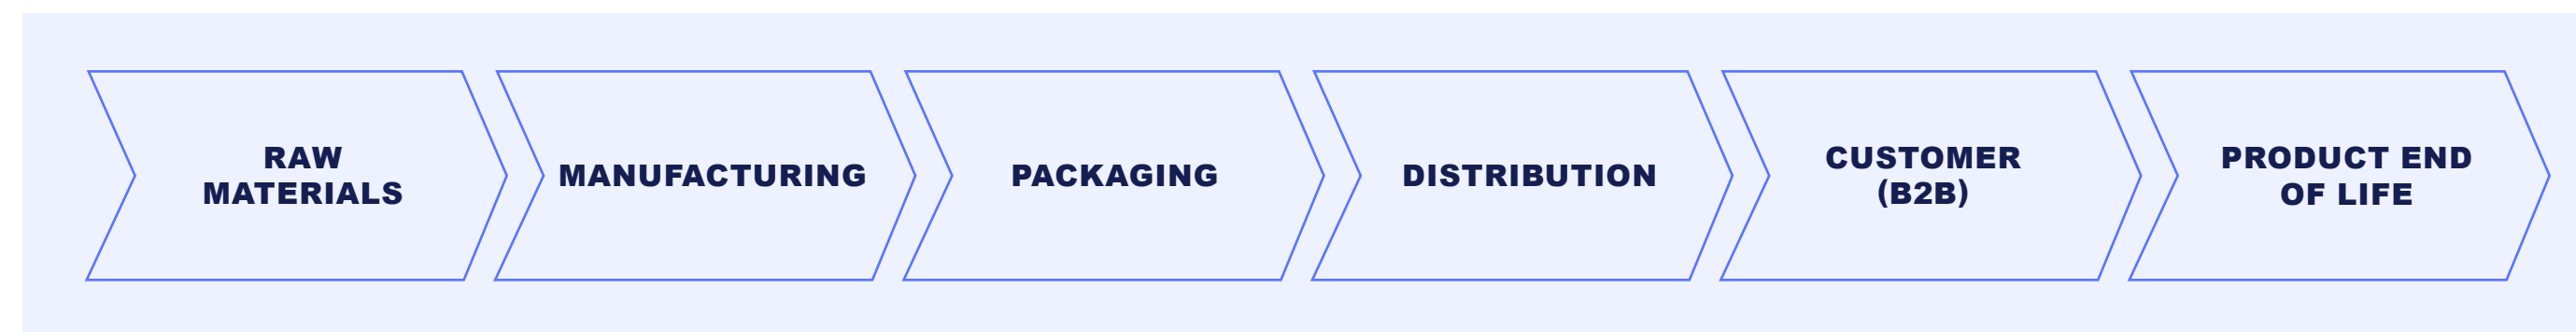 RAW
MATERIALS
MANUFACTURING
PACKAGING
DISTRIBUTION
CUSTOMER
(B2B)
PRODUCT END
OF LIFE